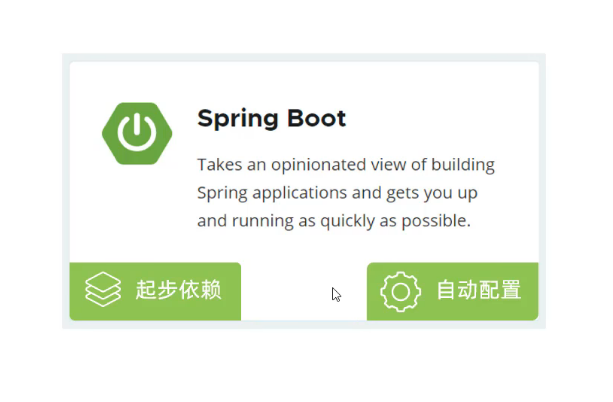 Spring Boot
Takes an opinionated view of building
Spring applications and gets you up
and running as quickly as possible.
起步依赖
自动配置